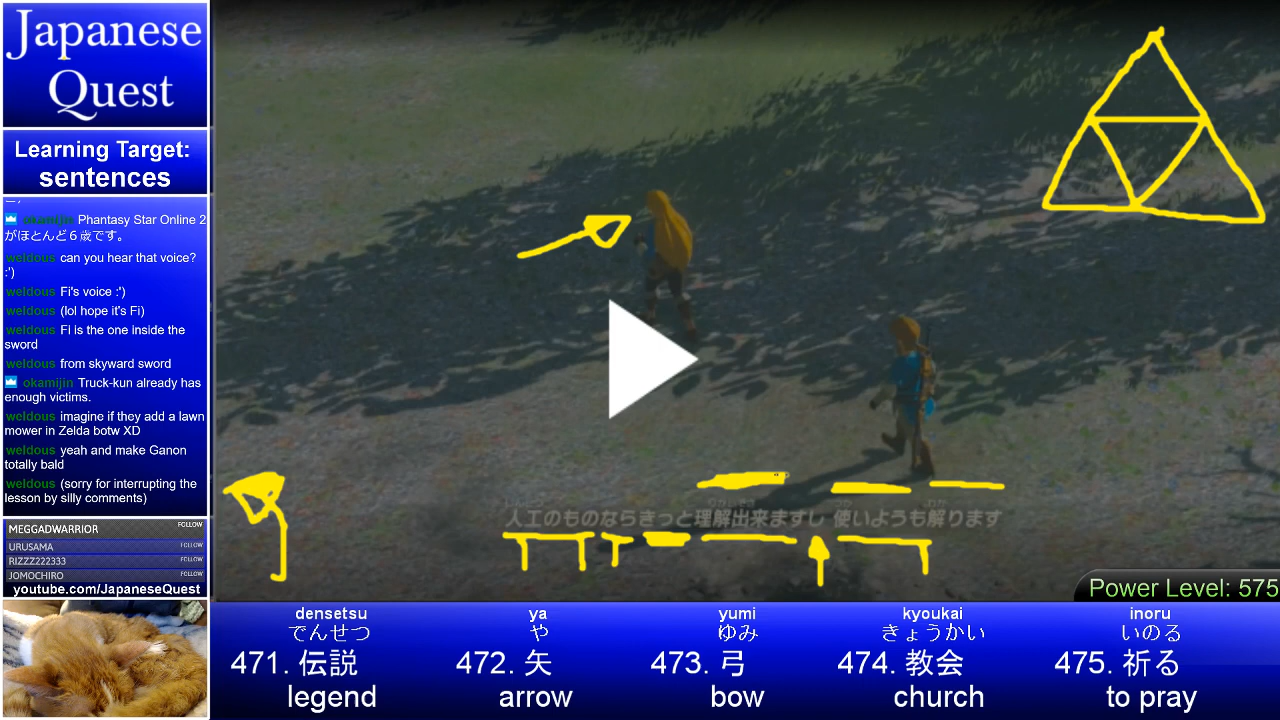 Japanese
Quest
Learning Target:
sentences
okamijin Phantasy Star Online 2
がほとんど６歳です。
weldous can you hear that voice?
:')
weldous Fi's voice :')
weldous (lol hope it's Fi)
weldous Fi is the one inside the
sword
weldous from skyward sword
okamijin Truck-kun already has
enough victims.
weldous imagine if they add a lawn
mower in Zelda botw XD
weldous yeah and make Ganon
totally bald
weldous (sorry for interrupting the
lesson by silly comments)
MEGGADWARRIOR FOLLOW
URUSAMA FOLLOW
RIZZZ222333 FOLLOW
JOMOCHIRO FOLLOW
youtube.com/JapaneseQuest
人工のものならきっと理解出来ますし 使いようも解ります
Power Level: 575
densetsu
でんせつ
471. 伝説
legend
ya
や
472. 矢
arrow
yumi
ゆみ
473. 弓
bow
kyoukai
きょうかい
474. 教会
church
inoru
いのる
475. 祈る
to pray